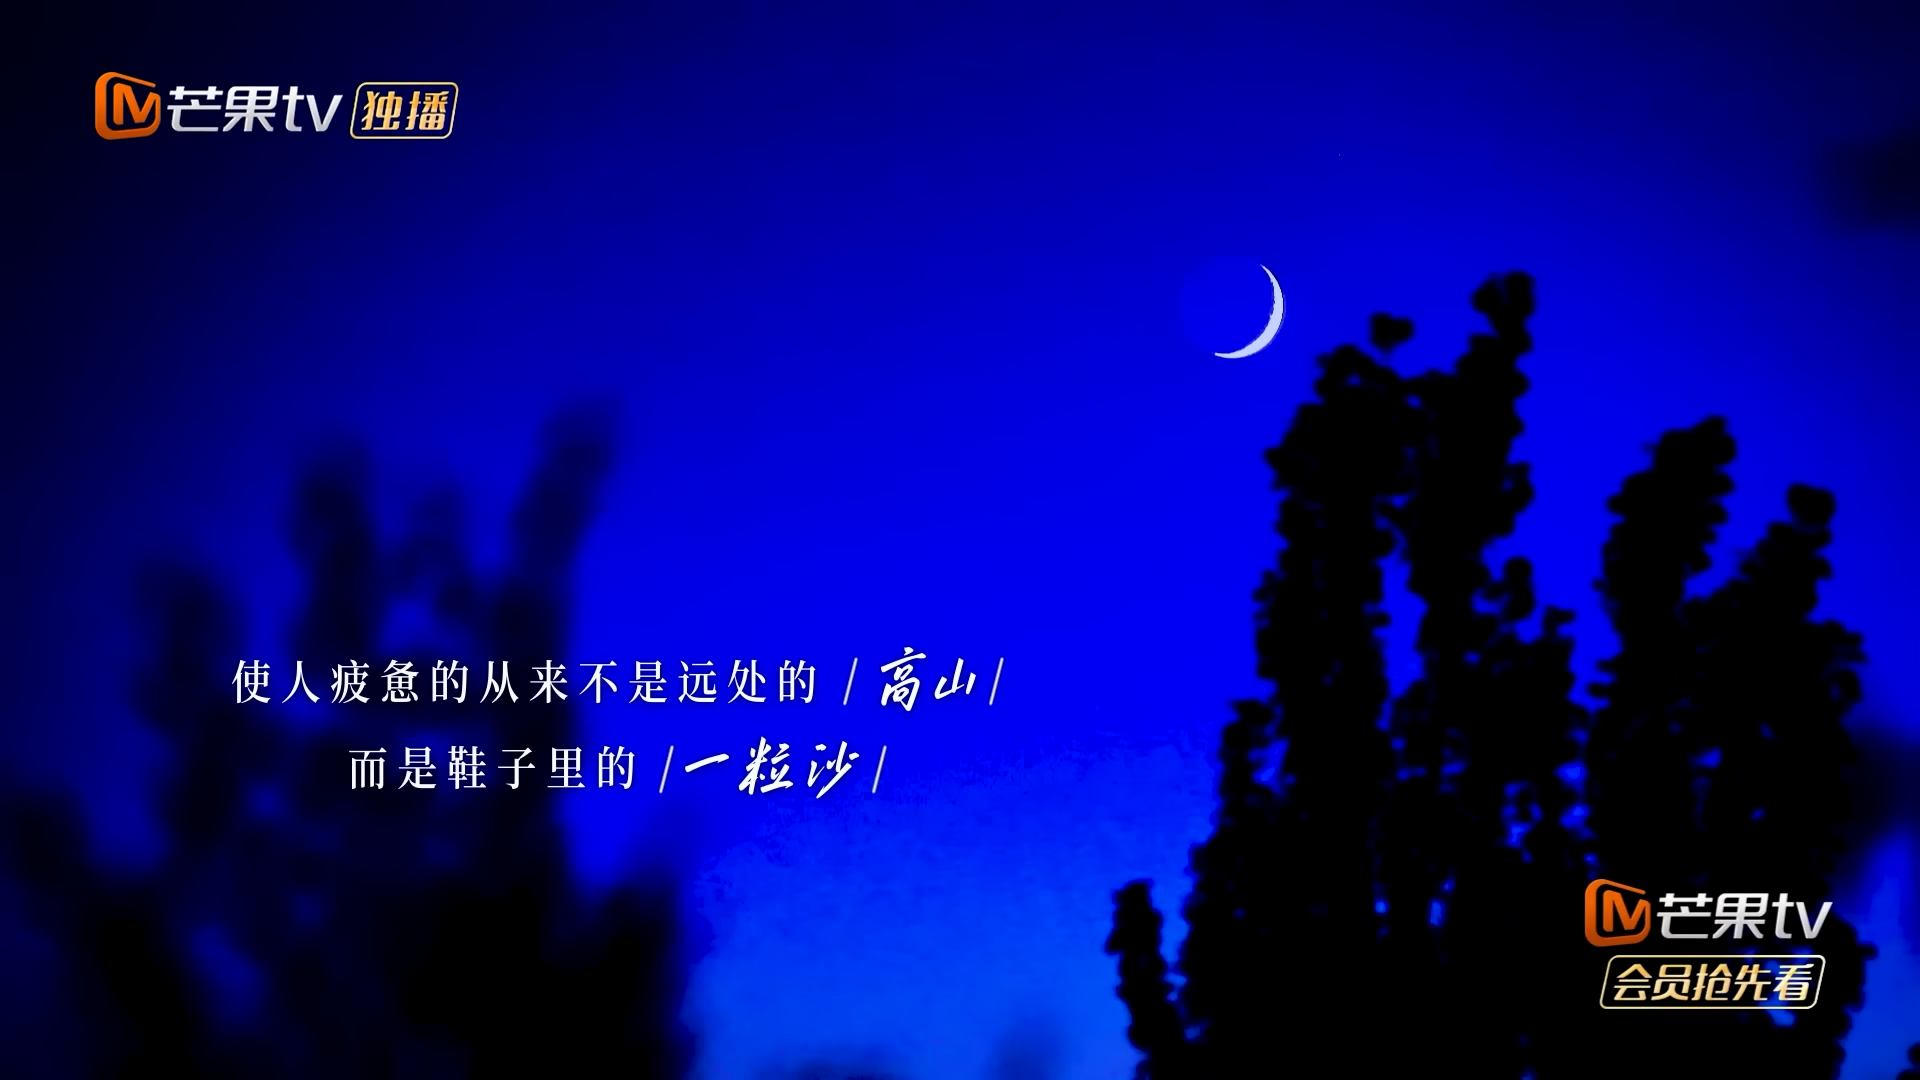 芒果tv 独播
使人疲惫的从来不是远处的/高山/
而是鞋子里的/一粒沙/
芒果tv
会员抢先看